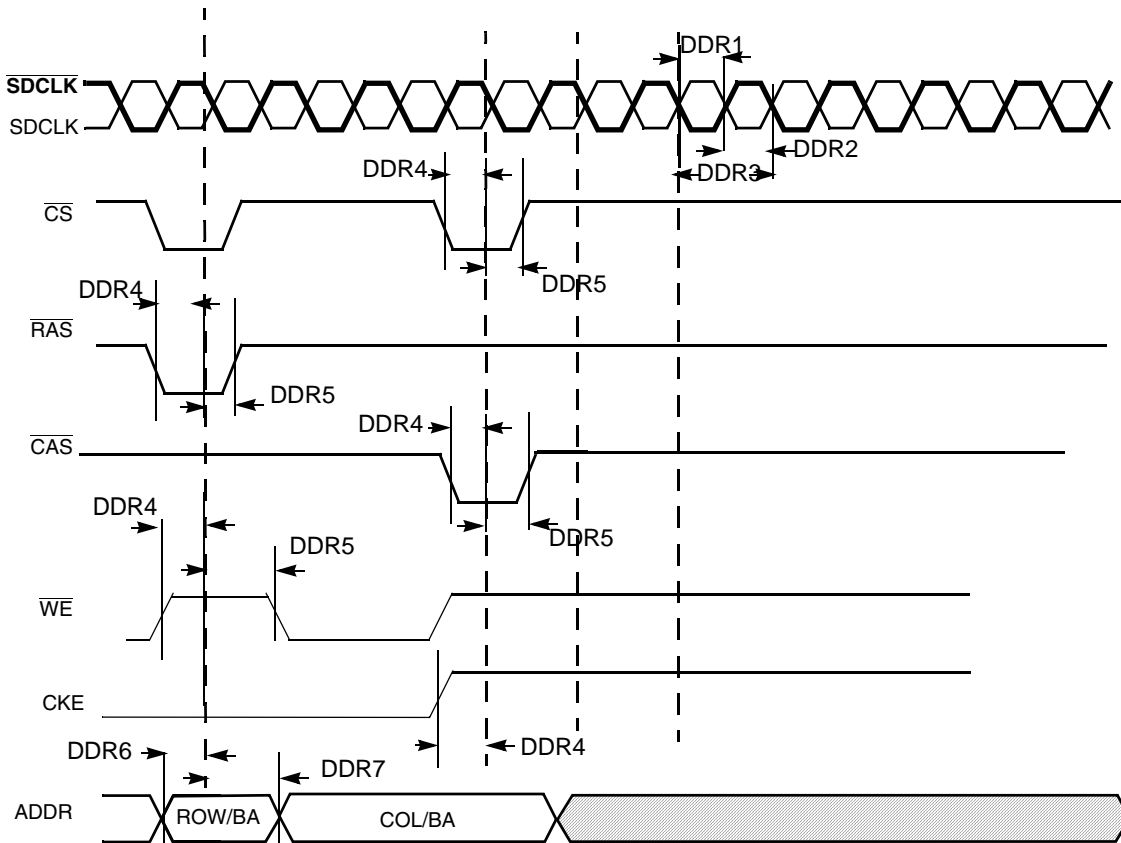 DDR1
SDCLK
SDCLK
DDR2
DDR4
DDR3
CS
DDR5
DDR4
RAS
DDR5
DDR4
CAS
DDR4
DDR5
DDR5
WE
CKE
DDR4
DDR6
DDR7
ADDR
ROW/BA
COL/BA